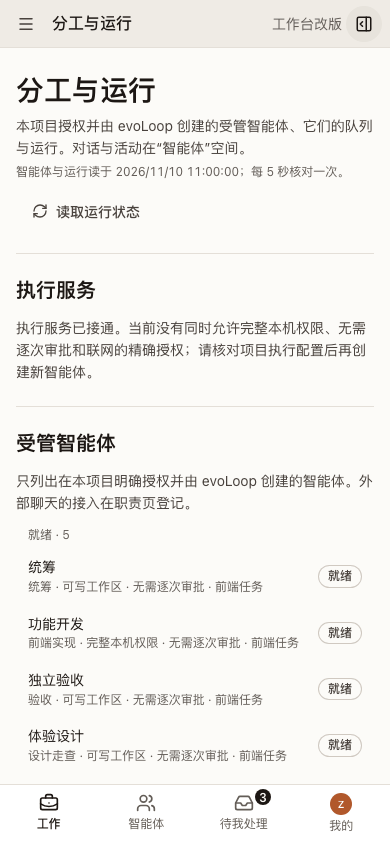 分工与运行
工作台改版
分工与运行
本项目授权并由 evoLoop 创建的受管智能体、它们的队列
与运行。对话与活动在“智能体”空间。
智能体与运行读于 2026/11/10 11:00:00；每 5 秒核对一次。
读取运行状态
执行服务
执行服务已接通。当前没有同时允许完整本机权限、无需
逐次审批和联网的精确授权；请核对项目执行配置后再创
建新智能体。
受管智能体
只列出在本项目明确授权并由 evoLoop 创建的智能体。外
部聊天的接入在职责页登记。
就绪 · 5
统筹
统筹 · 可写工作区 · 无需逐次审批 · 前端任务
就绪
功能开发
前端实现 · 完整本机权限 · 无需逐次审批 · 前端任务
就绪
独立验收
验收 · 可写工作区 · 无需逐次审批 · 前端任务
就绪
体验设计
设计走查 · 可写工作区 · 无需逐次审批 · 前端任务
就绪
工作
智能体
3
待我处理
Z
我的